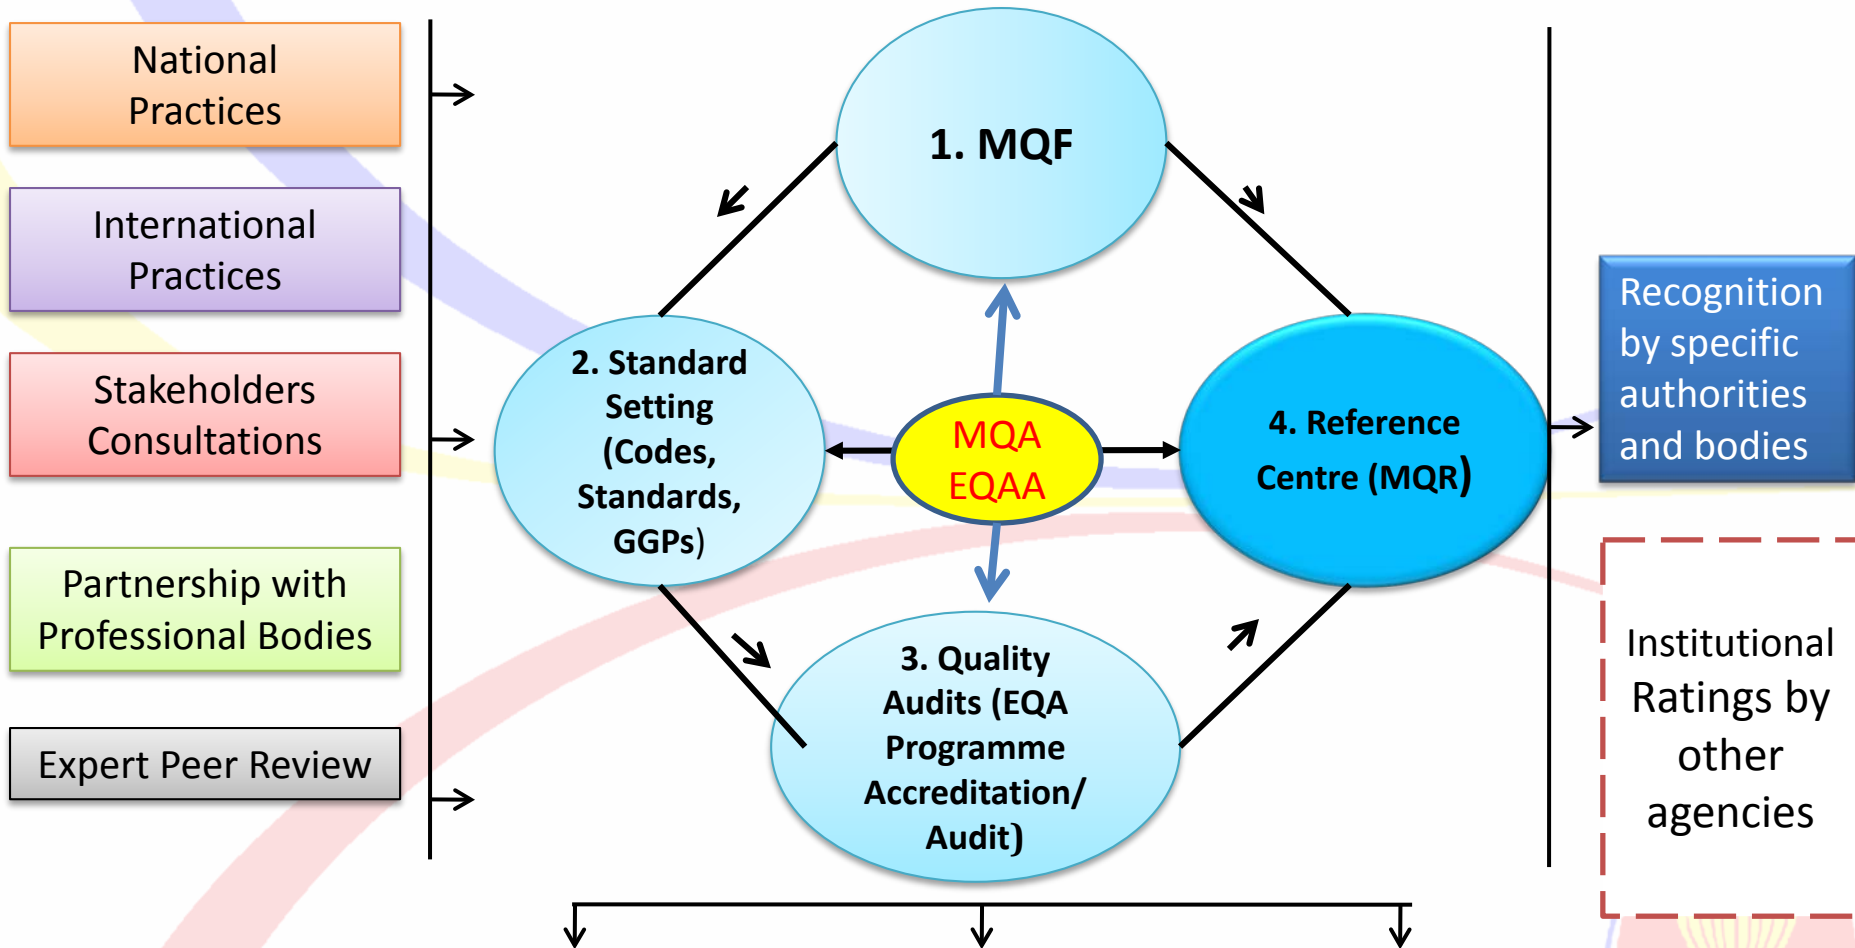 National
Practices
International
Practices
Stakeholders
Consultations
Partnership with
Professional Bodies
Expert Peer Review
1. MQF
2. Standard
Setting
(Codes,
Standards,
GGPs)
MQA
EQAA
3. Quality
Audits (EQA
Programme
Accreditation/
Audit)
4. Reference
Centre (MQR)
Recognition
by specific
authorities
and bodies
Institutional
Ratings by
other
agencies